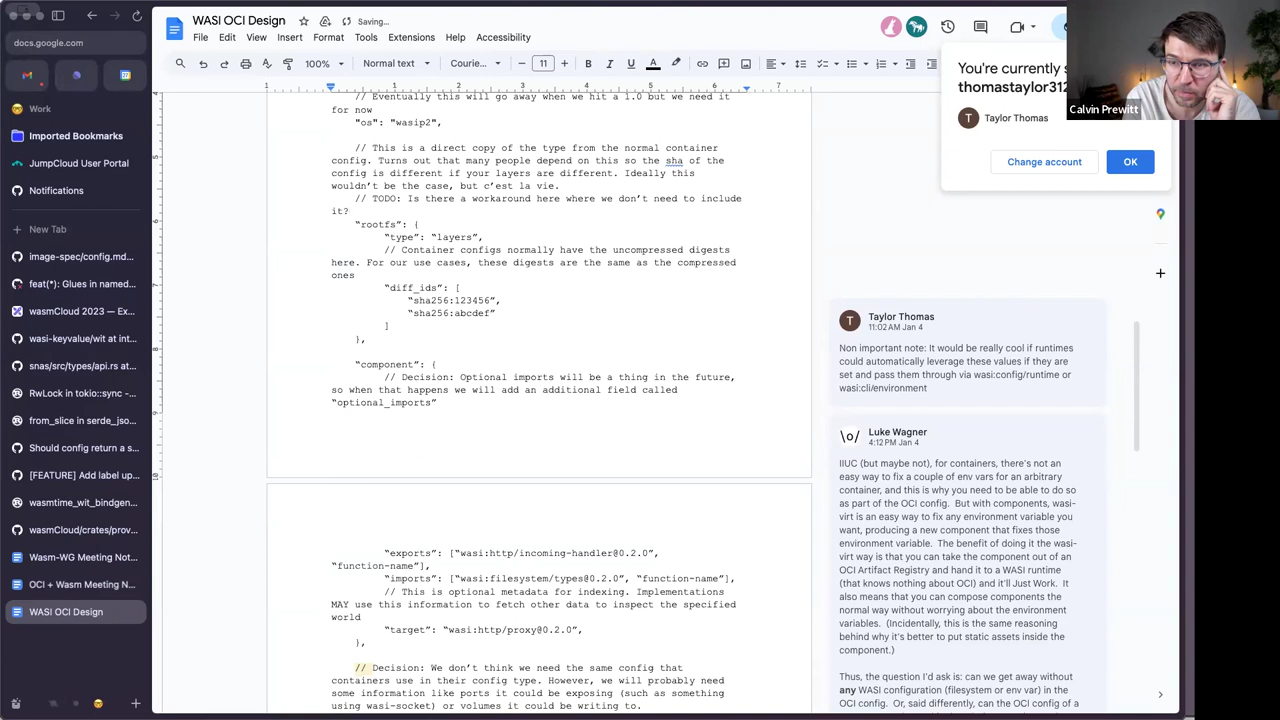 docs.google.com
Work
Imported Bookmarks
JumpCloud User Portal
Notifications
New Tab
image-spec/config.md…
feat(*): Glues in named…
wasmCloud 2023 — Ex…
wasi-keyvalue/wit at int…
snas/src/types/api.rs at…
RwLock in tokio::sync -…
from_slice in serde_jso…
Should config return a s…
[FEATURE] Add label up…
wasmtime_wit_bindgen…
wasmCloud/crates/prov…
Wasm-WG Meeting Not…
OCI + Wasm Meeting N…
WASI OCI Design
WASI OCI Design
Saving…
File Edit View Insert Format Tools Extensions Help Accessibility
100% Normal text Courie… 11
1 1 2 3 4 5 6 7
// Eventually this will go away when we hit a 1.0 but we need it
for now
"os": "wasip2",
// This is a direct copy of the type from the normal container
config. Turns out that many people depend on this so the sha of the
config is different if your layers are different. Ideally this
wouldn't be the case, but c'est la vie.
// TODO: Is there a workaround here where we don't need to include
it?
"rootfs": {
"type": "layers",
// Container configs normally have the uncompressed digests
here. For our use cases, these digests are the same as the compressed
ones
"diff_ids": [
"sha256:123456",
"sha256:abcdef"
]
},
"component": {
// Decision: Optional imports will be a thing in the future,
so when that happens we will add an additional field called
"optional_imports"
"exports": ["wasi:http/incoming-handler@0.2.0",
"function-name"],
"imports": ["wasi:filesystem/types@0.2.0", "function-name"],
// This is optional metadata for indexing. Implementations
MAY use this information to fetch other data to inspect the specified
world
"target": "wasi:http/proxy@0.2.0",
},
// Decision: We don't think we need the same config that
containers use in their config type. However, we will probably need
some information like ports it could be exposing (such as something
using wasi-socket) or volumes it could be writing to.
You're currently
thomastaylor312
T Taylor Thomas
Change account
OK
Calvin Prewitt
T Taylor Thomas
11:02 AM Jan 4
Non important note: It would be really cool if runtimes
could automatically leverage these values if they are
set and pass them through via wasi:config/runtime or
wasi:cli/environment
\o/ Luke Wagner
4:12 PM Jan 4
IIUC (but maybe not), for containers, there's not an
easy way to fix a couple of env vars for an arbitrary
container, and this is why you need to be able to do so
as part of the OCI config. But with components, wasi-
virt is an easy way to fix any environment variable you
want, producing a new component that fixes those
environment variable. The benefit of doing it the wasi-
virt way is that you can take the component out of an
OCI Artifact Registry and hand it to a WASI runtime
(that knows nothing about OCI) and it'll Just Work. It
also means that you can compose components the
normal way without worrying about the environment
variables. (Incidentally, this is the same reasoning
behind why it's better to put static assets inside the
component.)
Thus, the question I'd ask is: can we get away without
any WASI configuration (filesystem or env var) in the
OCI config. Or, said differently, can the OCI config of a